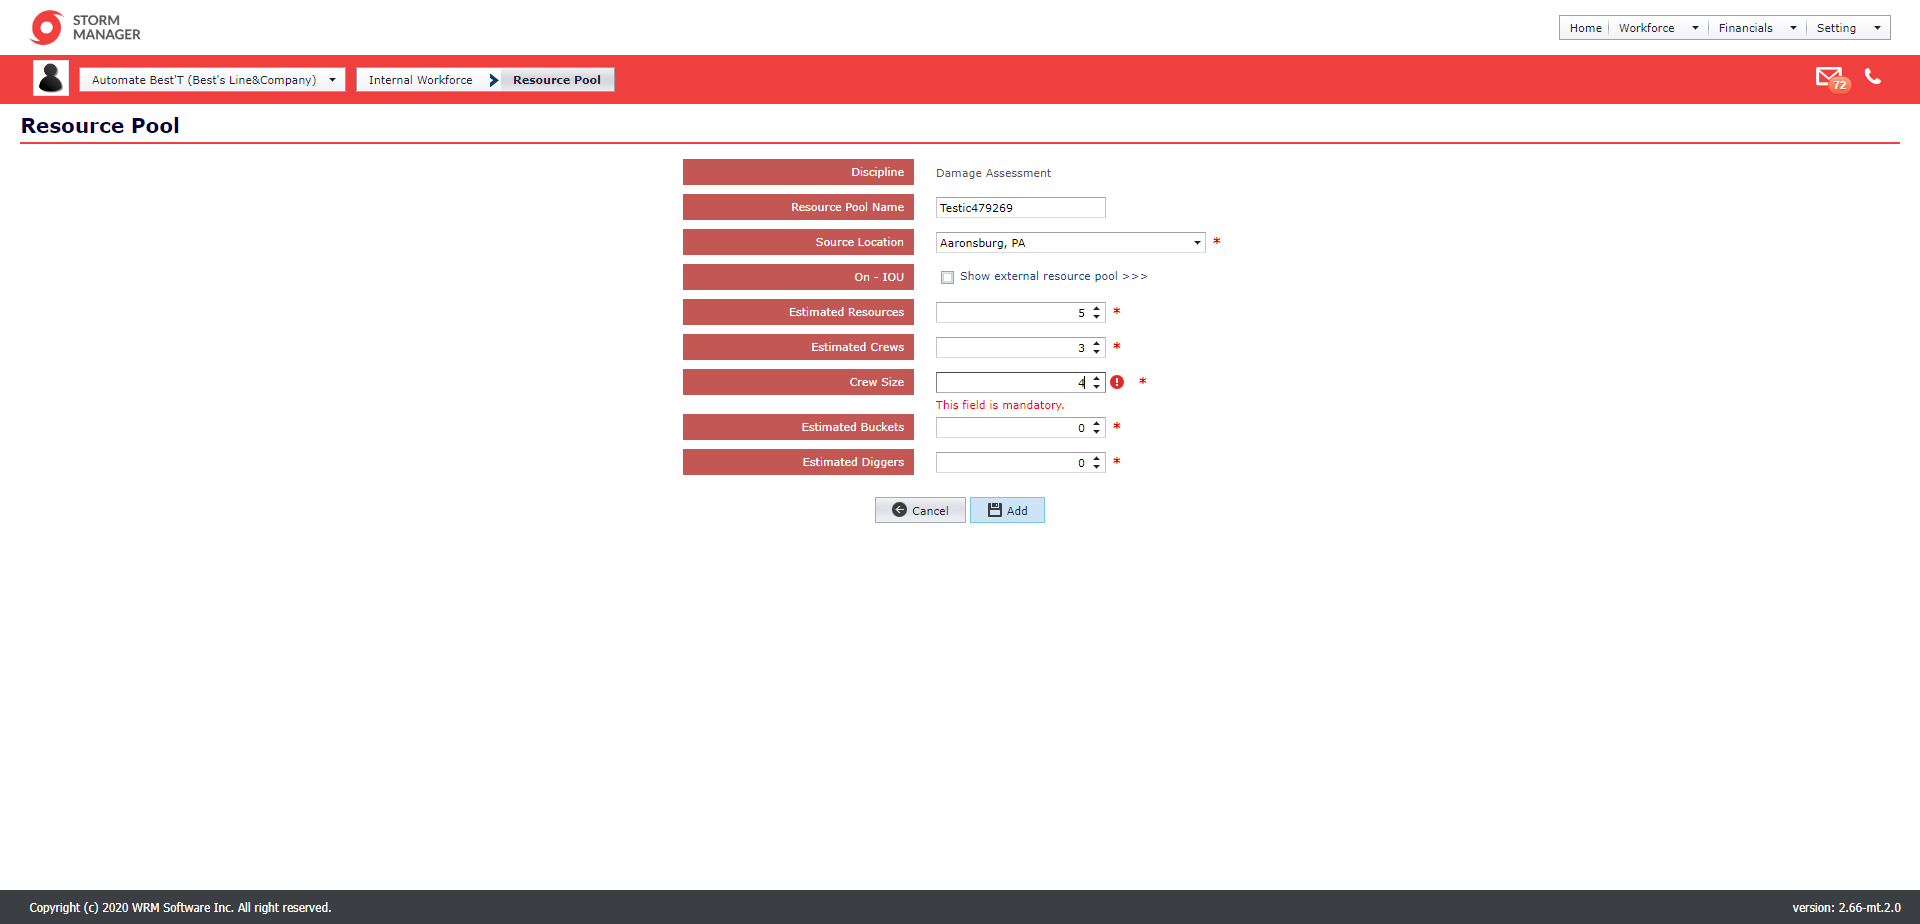 STORM
MANAGER
Home Workforce Financials Setting
Automate Best'T (Best's Line&Company) Internal Workforce Resource Pool 72
Resource Pool
Discipline Damage Assessment
Resource Pool Name Testic479269
Source Location Aaronsburg, PA *
On - IOU Show external resource pool >>>
Estimated Resources 5 *
Estimated Crews 3 *
Crew Size 4 ! *
This field is mandatory.
Estimated Buckets 0 *
Estimated Diggers 0 *
Cancel Add
Copyright (c) 2020 WRM Software Inc. All right reserved. version: 2.66-mt.2.0